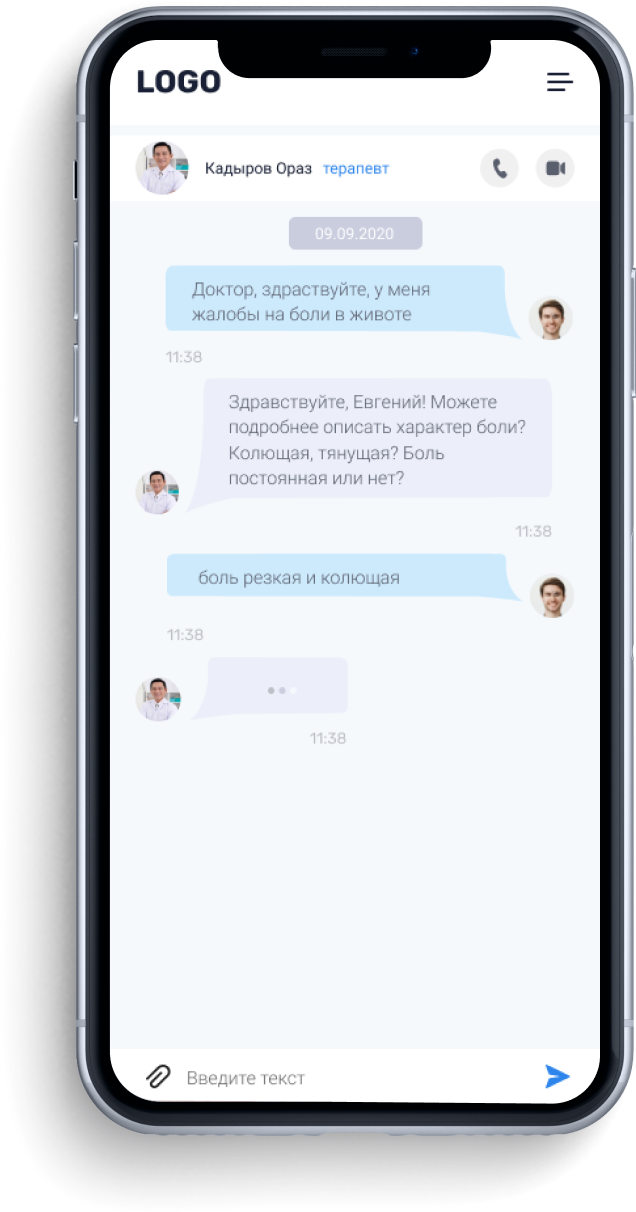 LOGO
Кадыров Ораз терапевт
09.09.2020
Доктор, здраствуйте, у меня
жалобы на боли в животе
11:38
Здравствуйте, Евгений! Можете
подробнее описать характер боли?
Колющая, тянущая? Боль
постоянная или нет?
11:38
боль резкая и колющая
11:38
11:38
Введите текст